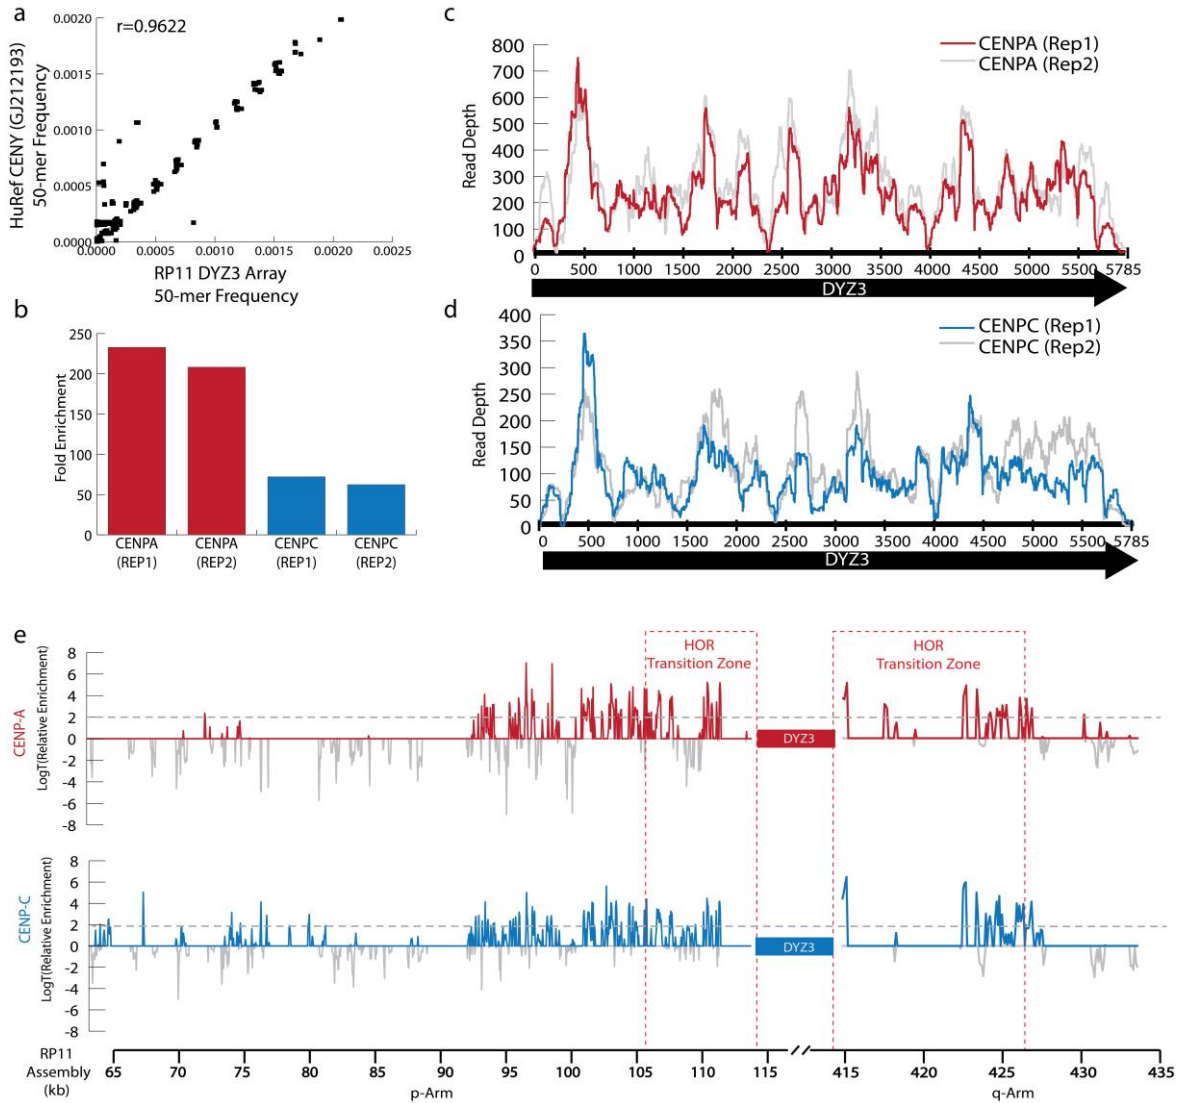 a
r=0.9622
HuRef CENY (GJ212193)
50-mer Frequency
0.0020
0.0015
0.0010
0.0005
0.0000
0.0000
0.0005
0.0010
0.0015
0.0020
0.0025
RP11 DYZ3 Array
50-mer Frequency
b
Fold Enrichment
250
200
150
100
50
0
CENPA
(REP1)
CENPA
(REP2)
CENPC
(REP1)
CENPC
(REP2)
c
CENPA (Rep1)
CENPA (Rep2)
Read Depth
800
700
600
500
400
300
200
100
0
0 500 1000 1500 2000 2500 3000 3500 4000 4500 5000 5500 5785
DYZ3
d
CENPC (Rep1)
CENPC (Rep2)
Read Depth
400
350
300
250
200
150
100
50
0
0 500 1000 1500 2000 2500 3000 3500 4000 4500 5000 5500 5785
DYZ3
e
HOR
Transition Zone
HOR
Transition Zone
CENP-A
LogT(Relative Enrichment)
8
6
4
2
0
-2
-4
-6
-8
DYZ3
CENP-C
LogT(Relative Enrichment)
8
6
4
2
0
-2
-4
-6
-8
DYZ3
RP11
Assembly
(kb)
65 70 75 80 85 90 95 100 105 110 115 // 415 420 425 430 435
p-Arm
q-Arm